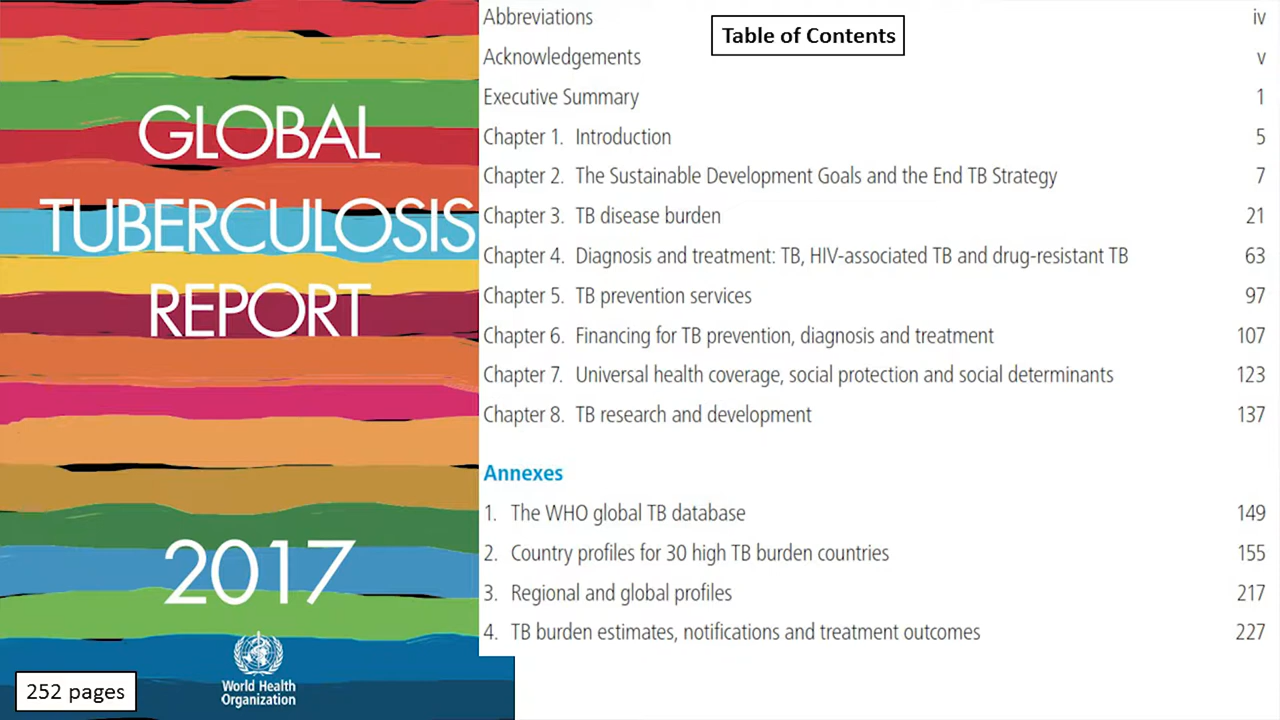 GLOBAL
TUBERCULOSIS
REPORT
2017
World Health
Organization
252 pages
Table of Contents
Abbreviations iv
Acknowledgements v
Executive Summary 1
Chapter 1. Introduction 5
Chapter 2. The Sustainable Development Goals and the End TB Strategy 7
Chapter 3. TB disease burden 21
Chapter 4. Diagnosis and treatment: TB, HIV-associated TB and drug-resistant TB 63
Chapter 5. TB prevention services 97
Chapter 6. Financing for TB prevention, diagnosis and treatment 107
Chapter 7. Universal health coverage, social protection and social determinants 123
Chapter 8. TB research and development 137
Annexes
1. The WHO global TB database 149
2. Country profiles for 30 high TB burden countries 155
3. Regional and global profiles 217
4. TB burden estimates, notifications and treatment outcomes 227